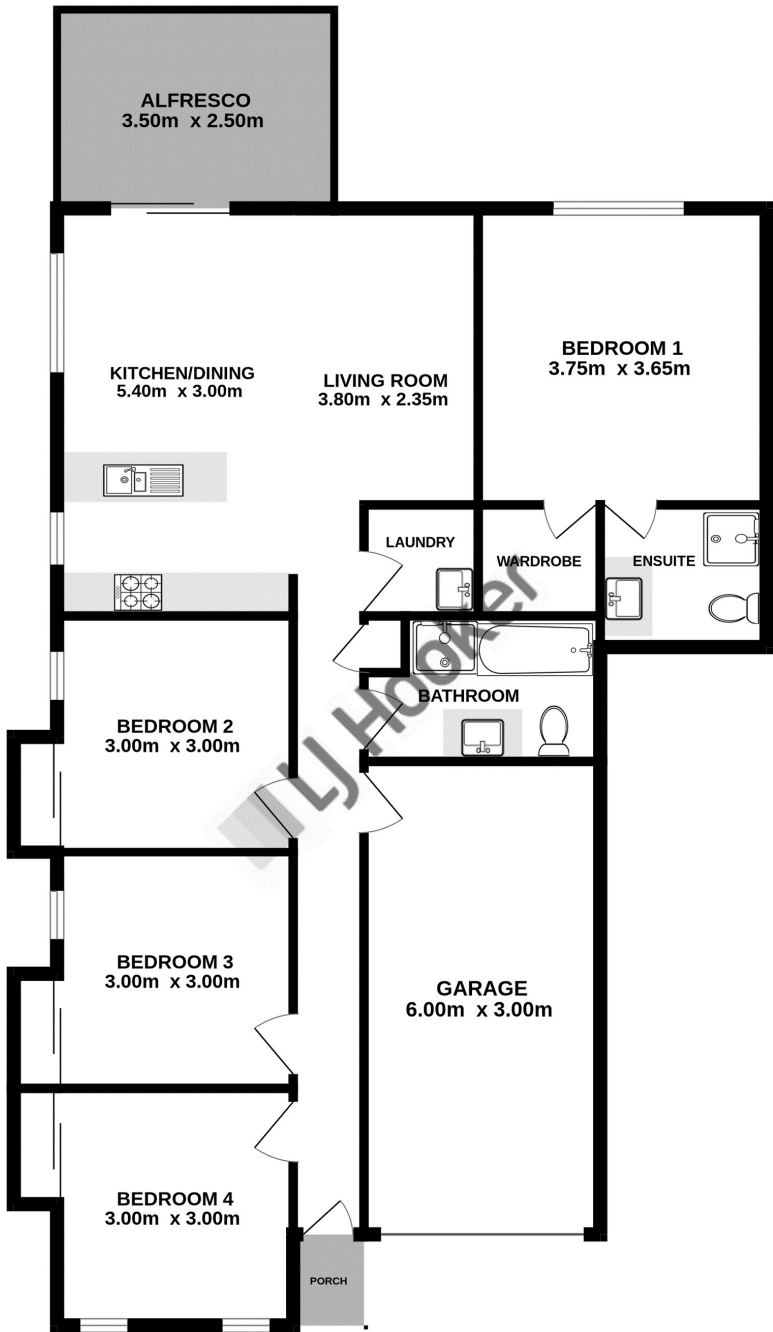 ALFRESCO
3.50m x 2.50m
KITCHEN/DINING
5.40m x 3.00m
LIVING ROOM
3.80m x 2.35m
BEDROOM 1
3.75m x 3.65m
LAUNDRY
WARDROBE
ENSUITE
BATHROOM
BEDROOM 2
3.00m x 3.00m
LJ Hooker
BEDROOM 3
3.00m x 3.00m
GARAGE
6.00m x 3.00m
BEDROOM 4
3.00m x 3.00m
PORCH